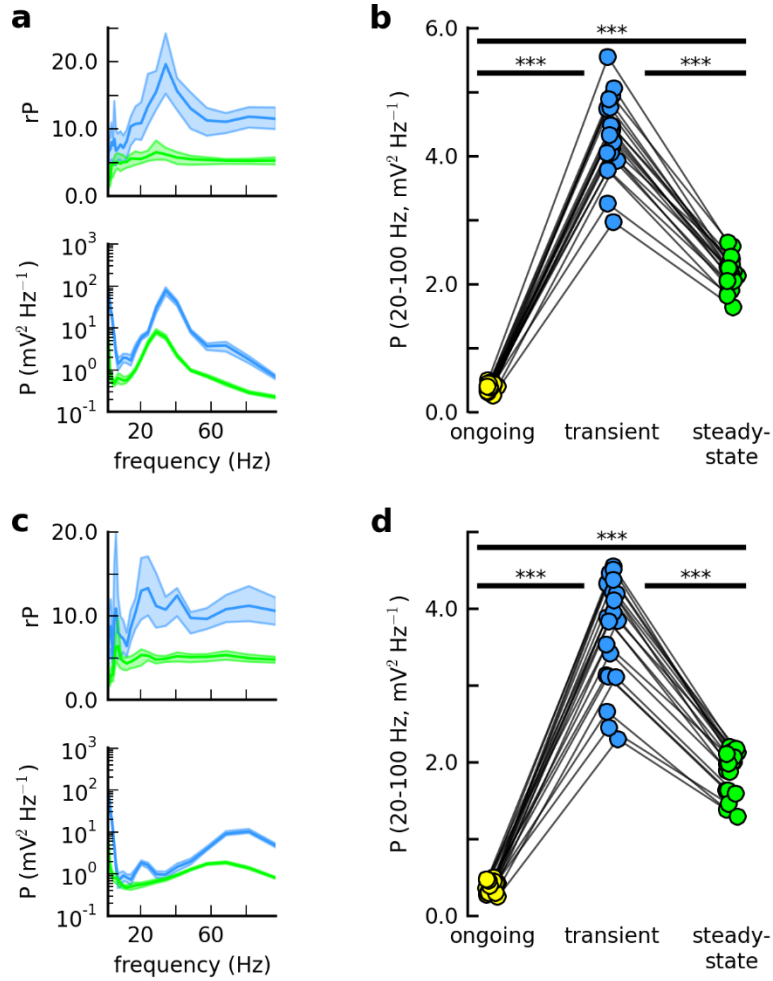 a
20.0
10.0
0.0
rP
10³
10²
10¹
10⁰
10⁻¹
P (mV² Hz⁻¹)
20 60
frequency (Hz)
b
6.0
4.0
2.0
0.0
P (20-100 Hz, mV² Hz⁻¹)
***
*** ***
ongoing transient steady-
state
c
20.0
10.0
0.0
rP
10³
10²
10¹
10⁰
10⁻¹
P (mV² Hz⁻¹)
20 60
frequency (Hz)
d
4.0
2.0
0.0
P (20-100 Hz, mV² Hz⁻¹)
***
*** ***
ongoing transient steady-
state